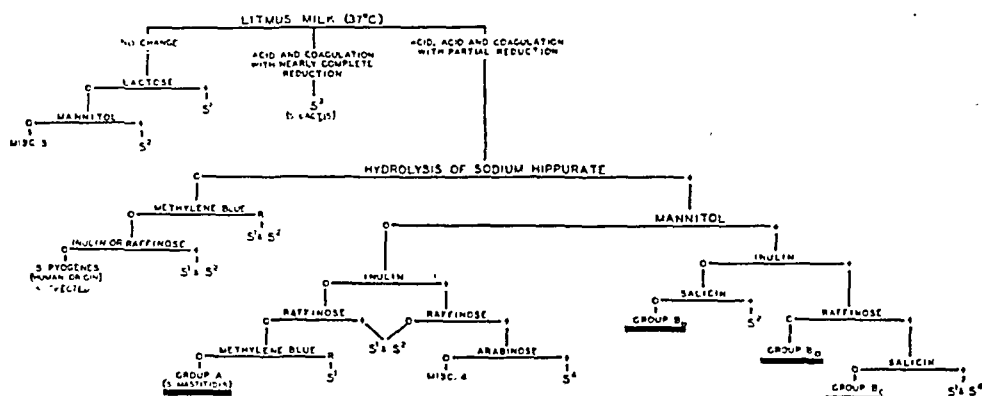 LITMUS MILK (37°C)
NO CHANGE
ACID AND COAGULATION
WITH NEARLY COMPLETE
REDUCTION
ACID, ACID AND COAGULATION
WITH PARTIAL REDUCTION
O LACTOSE +
S³
(S. LACTIS)
S¹
O MANNITOL +
MISC. 3
S²
HYDROLYSIS OF SODIUM HIPPURATE
O +
O METHYLENE BLUE R
MANNITOL
O +
S¹ & S²
O INULIN OR RAFFINOSE +
S. PYOGENES
(HUMAN ORIGIN)
S¹ & S²
O INULIN +
O INULIN +
O SALICIN +
GROUP B
S²
O RAFFINOSE +
O RAFFINOSE +
O RAFFINOSE +
S¹ & S²
O METHYLENE BLUE R
O ARABINOSE +
GROUP B
O SALICIN +
GROUP A
(S. MASTITIDIS)
S¹
MISC. 4
S⁴
GROUP B
S¹ & S⁴